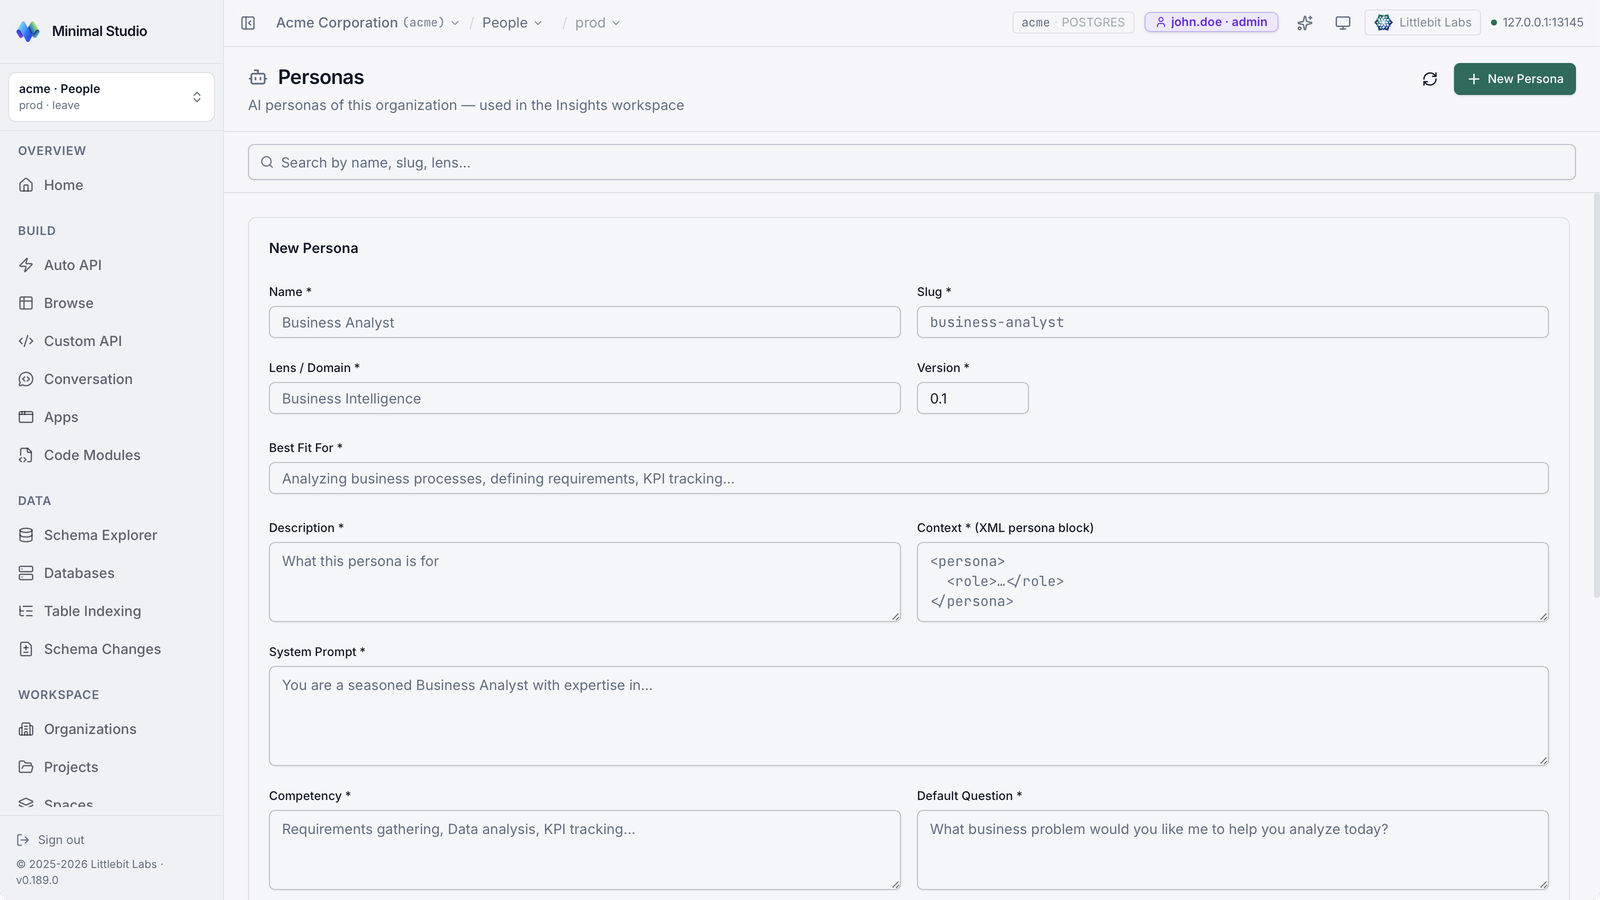 Minimal Studio
acme · People
prod · leave
OVERVIEW
Home
BUILD
Auto API
Browse
Custom API
Conversation
Apps
Code Modules
DATA
Schema Explorer
Databases
Table Indexing
Schema Changes
WORKSPACE
Organizations
Projects
Spaces
Sign out
© 2025-2026 Littlebit Labs ·
v0.189.0
Acme Corporation (acme) / People / prod
acme · POSTGRES
john.doe · admin
Littlebit Labs
127.0.0.1:13145
Personas
AI personas of this organization — used in the Insights workspace
New Persona
Search by name, slug, lens...
New Persona
Name *
Business Analyst
Slug *
business-analyst
Lens / Domain *
Business Intelligence
Version *
0.1
Best Fit For *
Analyzing business processes, defining requirements, KPI tracking...
Description *
What this persona is for
Context * (XML persona block)
<persona>
  <role>…</role>
</persona>
System Prompt *
You are a seasoned Business Analyst with expertise in...
Competency *
Requirements gathering, Data analysis, KPI tracking...
Default Question *
What business problem would you like me to help you analyze today?